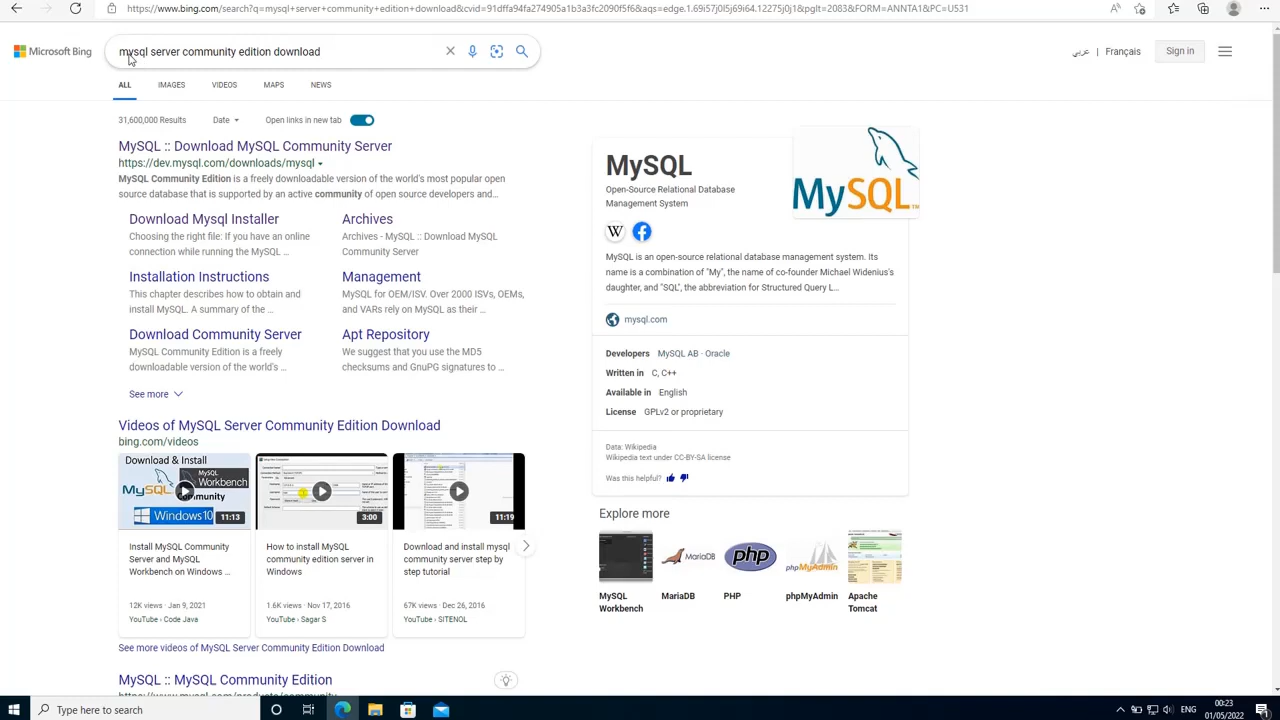 https://www.bing.com/search?q=mysql+server+community+edition+download&cvid=91dffa94fa274905a1b3a3fc2090f5f6&aqs=edge.1.69i57j0l5j69i64.12275j0j1&pglt=2083&FORM=ANNTA1&PC=U531
Microsoft Bing
mysql server community edition download
عربي | Français
Sign in
ALL IMAGES VIDEOS MAPS NEWS
31,600,000 Results Date Open links in new tab
MySQL :: Download MySQL Community Server
https://dev.mysql.com/downloads/mysql
MySQL Community Edition is a freely downloadable version of the world's most popular open
source database that is supported by an active community of open source developers and...
Download Mysql Installer
Choosing the right file: If you have an online
connection while running the MySQL ...
Archives
Archives - MySQL :: Download MySQL
Community Server
Installation Instructions
This chapter describes how to obtain and
install MySQL. A summary of the ...
Management
MySQL for OEM/ISV. Over 2000 ISVs, OEMs,
and VARs rely on MySQL as their ...
Download Community Server
MySQL Community Edition is a freely
downloadable version of the world's ...
Apt Repository
We suggest that you use the MD5
checksums and GnuPG signatures to ...
See more
Videos of MySQL Server Community Edition Download
bing.com/videos
Download & Install
MySQL
MySQL
Workbench
Community
Windows10
11:13
3:00
11:19
Install MySQL Community
Server and MySQL
Workbench on Windows ...
12K views · Jan 9, 2021
YouTube › Code Java
How to install MySQL
community edition server in
Windows
1.6K views · Nov 17, 2016
YouTube › Sagar S
Download and install mysql
community server step by
step tutorial
67K views · Dec 26, 2016
YouTube › SITENOL
See more videos of MySQL Server Community Edition Download
MySQL :: MySQL Community Edition
https://www.mysql.com/products/community
MySQL
Open-Source Relational Database
Management System
MySQL™
W
MySQL is an open-source relational database management system. Its
name is a combination of "My", the name of co-founder Michael Widenius's
daughter, and "SQL", the abbreviation for Structured Query L...
mysql.com
Developers MySQL AB · Oracle
Written in C, C++
Available in English
License GPLv2 or proprietary
Data: Wikipedia
Wikipedia text under CC-BY-SA license
Was this helpful?
Explore more
MariaDB
php
phpMyAdmin
MySQL
Workbench
MariaDB
PHP
phpMyAdmin
Apache
Tomcat
Type here to search
ENG
00:23
01/05/2022